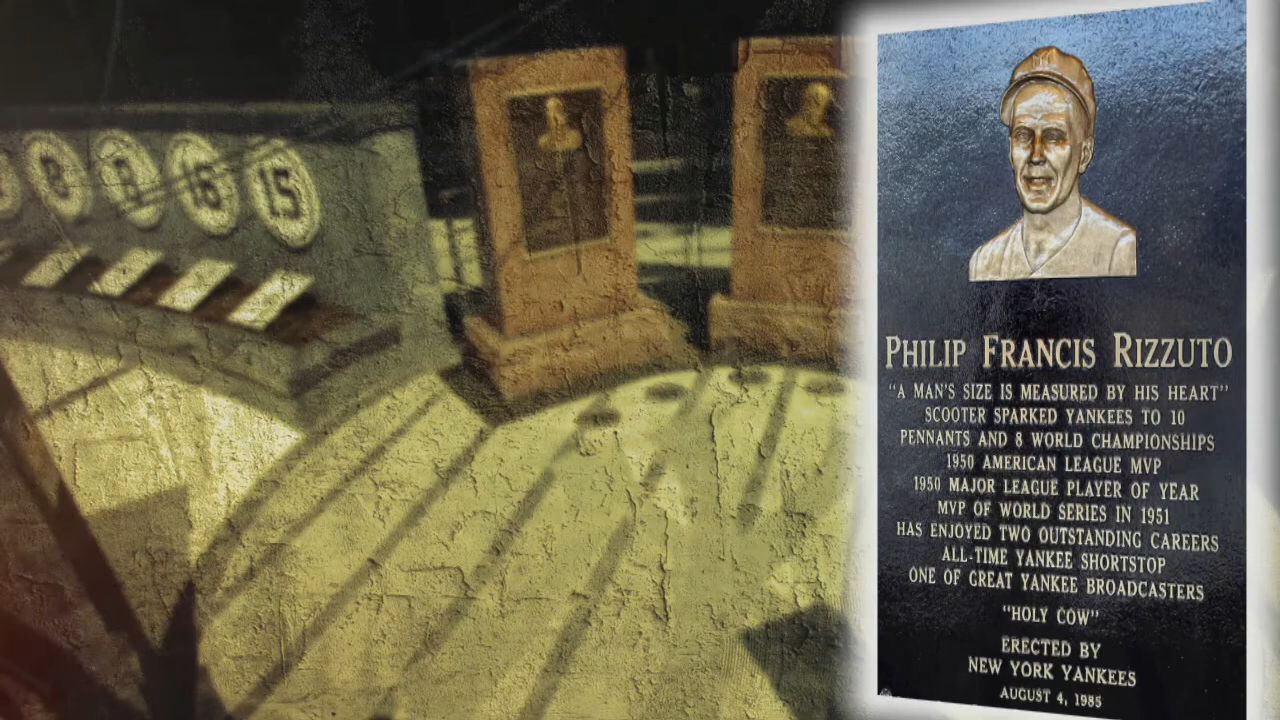 8
8
16
15
PHILIP FRANCIS RIZZUTO
"A MAN'S SIZE IS MEASURED BY HIS HEART"
SCOOTER SPARKED YANKEES TO 10
PENNANTS AND 8 WORLD CHAMPIONSHIPS
1950 AMERICAN LEAGUE MVP
1950 MAJOR LEAGUE PLAYER OF YEAR
MVP OF WORLD SERIES IN 1951
HAS ENJOYED TWO OUTSTANDING CAREERS
ALL-TIME YANKEE SHORTSTOP
ONE OF GREAT YANKEE BROADCASTERS
"HOLY COW"
ERECTED BY
NEW YORK YANKEES
AUGUST 4, 1985